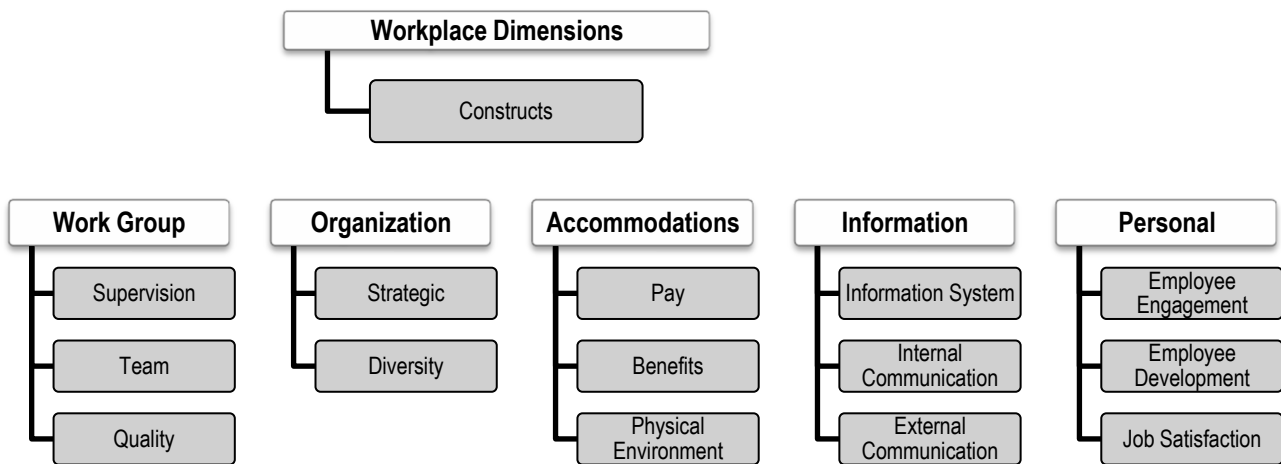 Workplace Dimensions
Constructs
Work Group
Supervision
Team
Quality
Organization
Strategic
Diversity
Accommodations
Pay
Benefits
Physical
Environment
Information
Information System
Internal
Communication
External
Communication
Personal
Employee
Engagement
Employee
Development
Job Satisfaction